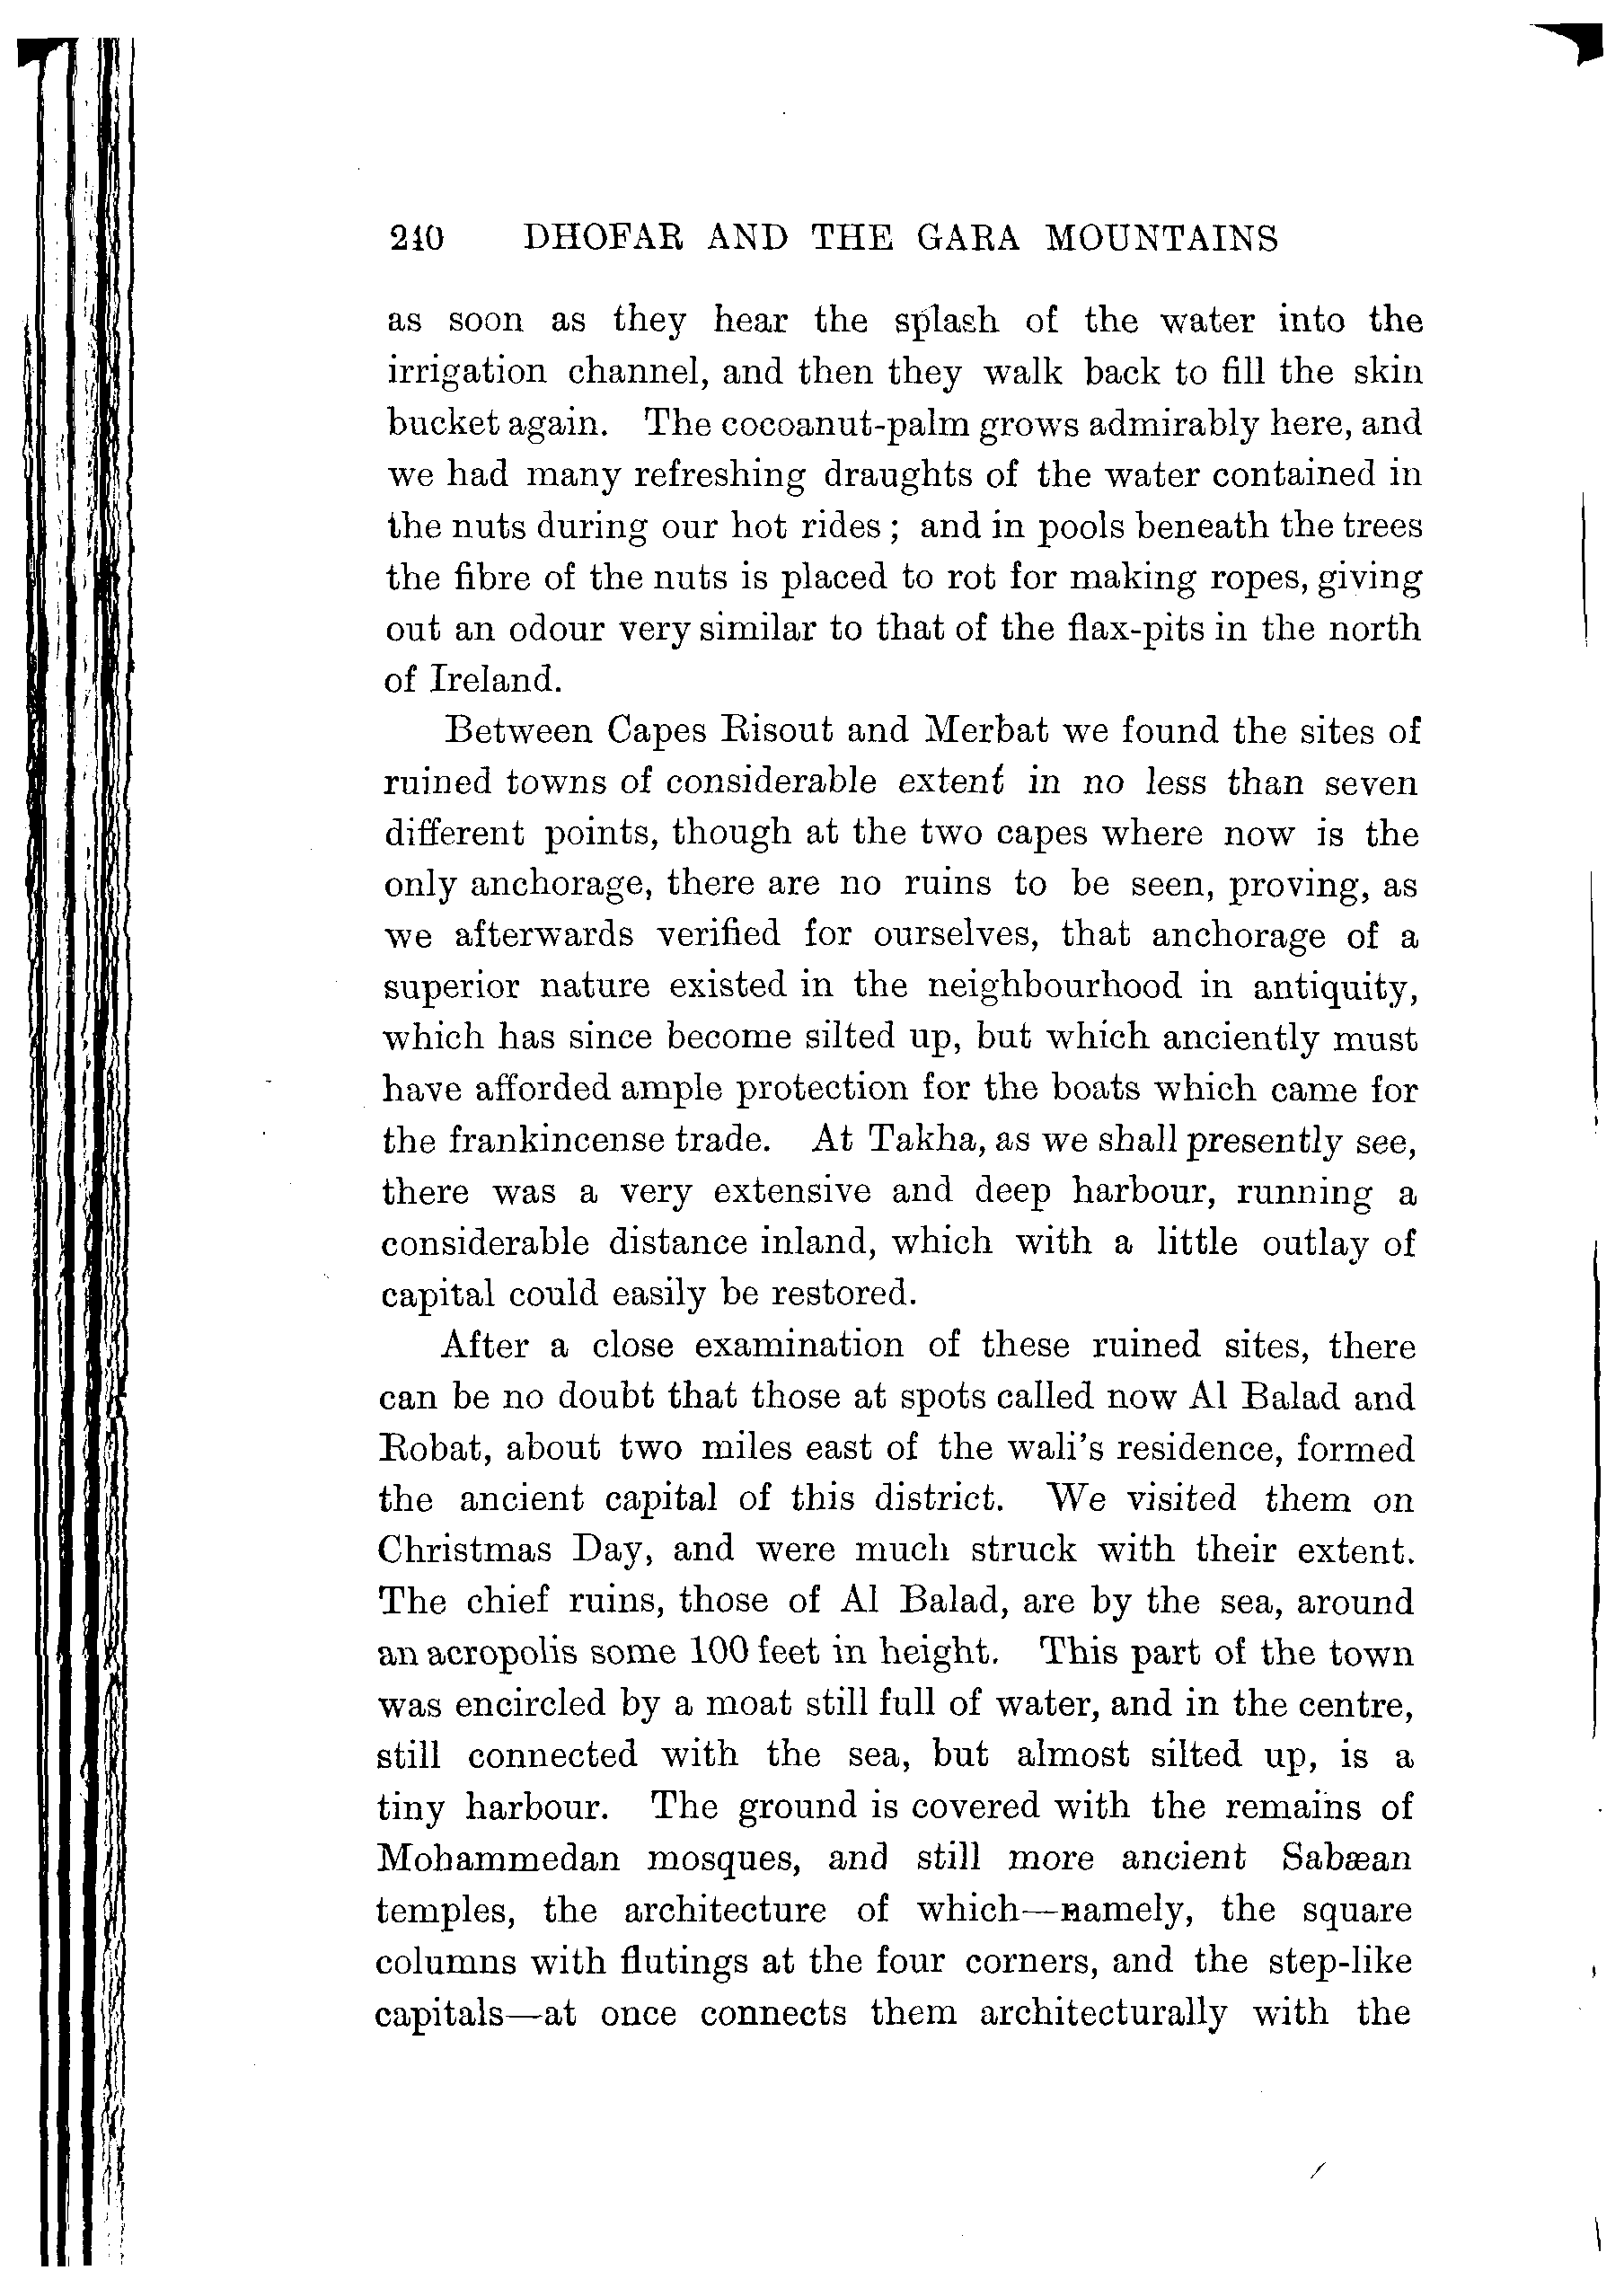 240 DHOFAR AND THE GARA MOUNTAINS
as soon as they hear the splash of the water into the
irrigation channel, and then they walk back to fill the skin
bucket again. The cocoanut-palm grows admirably here, and
we had many refreshing draughts of the water contained in
the nuts during our hot rides; and in pools beneath the trees
the fibre of the nuts is placed to rot for making ropes, giving
out an odour very similar to that of the flax-pits in the north
of Ireland.
Between Capes Risout and Merbat we found the sites of
ruined towns of considerable extent in no less than seven
different points, though at the two capes where now is the
only anchorage, there are no ruins to be seen, proving, as
we afterwards verified for ourselves, that anchorage of a
superior nature existed in the neighbourhood in antiquity,
which has since become silted up, but which anciently must
have afforded ample protection for the boats which came for
the frankincense trade. At Takha, as we shall presently see,
there was a very extensive and deep harbour, running a
considerable distance inland, which with a little outlay of
capital could easily be restored.
After a close examination of these ruined sites, there
can be no doubt that those at spots called now Al Balad and
Robat, about two miles east of the wali's residence, formed
the ancient capital of this district. We visited them on
Christmas Day, and were much struck with their extent.
The chief ruins, those of Al Balad, are by the sea, around
an acropolis some 100 feet in height. This part of the town
was encircled by a moat still full of water, and in the centre,
still connected with the sea, but almost silted up, is a
tiny harbour. The ground is covered with the remains of
Mohammedan mosques, and still more ancient Sabæan
temples, the architecture of which—namely, the square
columns with flutings at the four corners, and the step-like
capitals—at once connects them architecturally with the